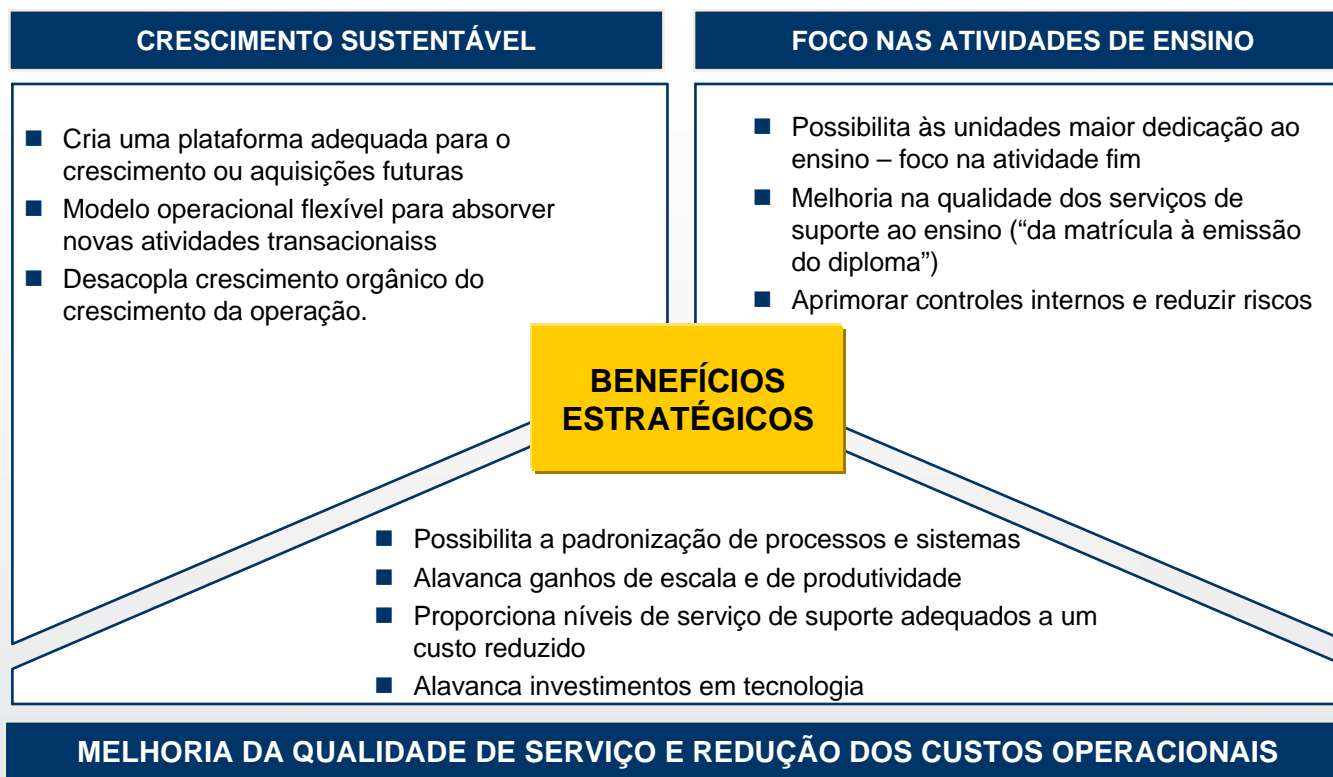 CRESCIMENTO SUSTENTÁVEL
■ Cria uma plataforma adequada para o
crescimento ou aquisições futuras
■ Modelo operacional flexível para absorver
novas atividades transacionaiss
■ Desacopla crescimento orgânico do
crescimento da operação.
FOCO NAS ATIVIDADES DE ENSINO
■ Possibilita às unidades maior dedicação ao
ensino – foco na atividade fim
■ Melhoria na qualidade dos serviços de
suporte ao ensino (“da matrícula à emissão
do diploma”)
■ Aprimorar controles internos e reduzir riscos
BENEFÍCIOS
ESTRATÉGICOS
■ Possibilita a padronização de processos e sistemas
■ Alavanca ganhos de escala e de produtividade
■ Proporciona níveis de serviço de suporte adequados a um
custo reduzido
■ Alavanca investimentos em tecnologia
MELHORIA DA QUALIDADE DE SERVIÇO E REDUÇÃO DOS CUSTOS OPERACIONAIS